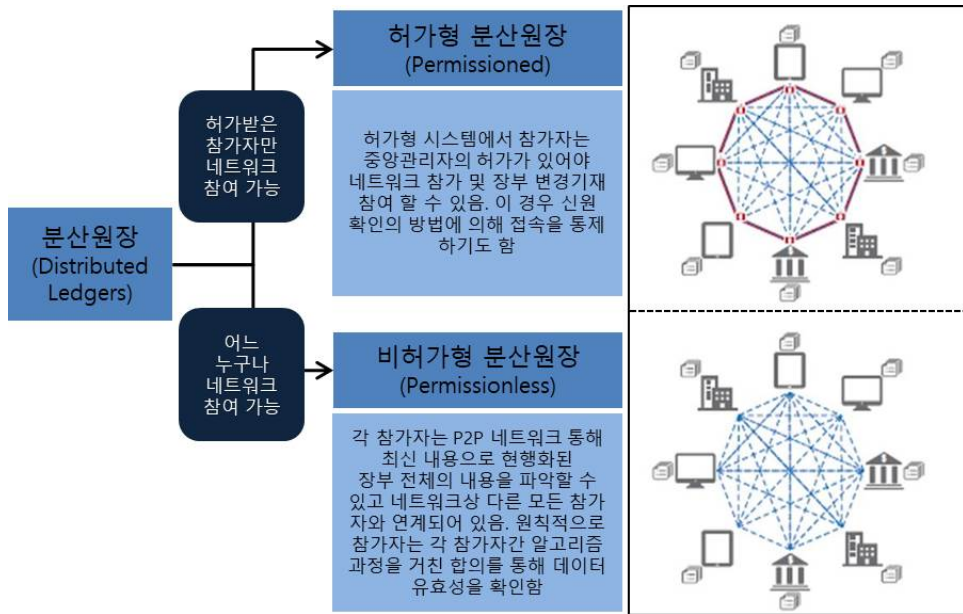 분산원장
(Distributed
Ledgers)
허가받은
참가자만
네트워크
참여 가능
허가형 분산원장
(Permissioned)
허가형 시스템에서 참가자는
중앙관리자의 허가가 있어야
네트워크 참가 및 장부 변경기재
참여 할 수 있음. 이 경우 신원
확인의 방법에 의해 접속을 통제
하기도 함
어느
누구나
네트워크
참여 가능
비허가형 분산원장
(Permissionless)
각 참가자는 P2P 네트워크 통해
최신 내용으로 현행화된
장부 전체의 내용을 파악할 수
있고 네트워크상 다른 모든 참가
자와 연계되어 있음. 원칙적으로
참가자는 각 참가자간 알고리즘
과정을 거친 합의를 통해 데이터
유효성을 확인함